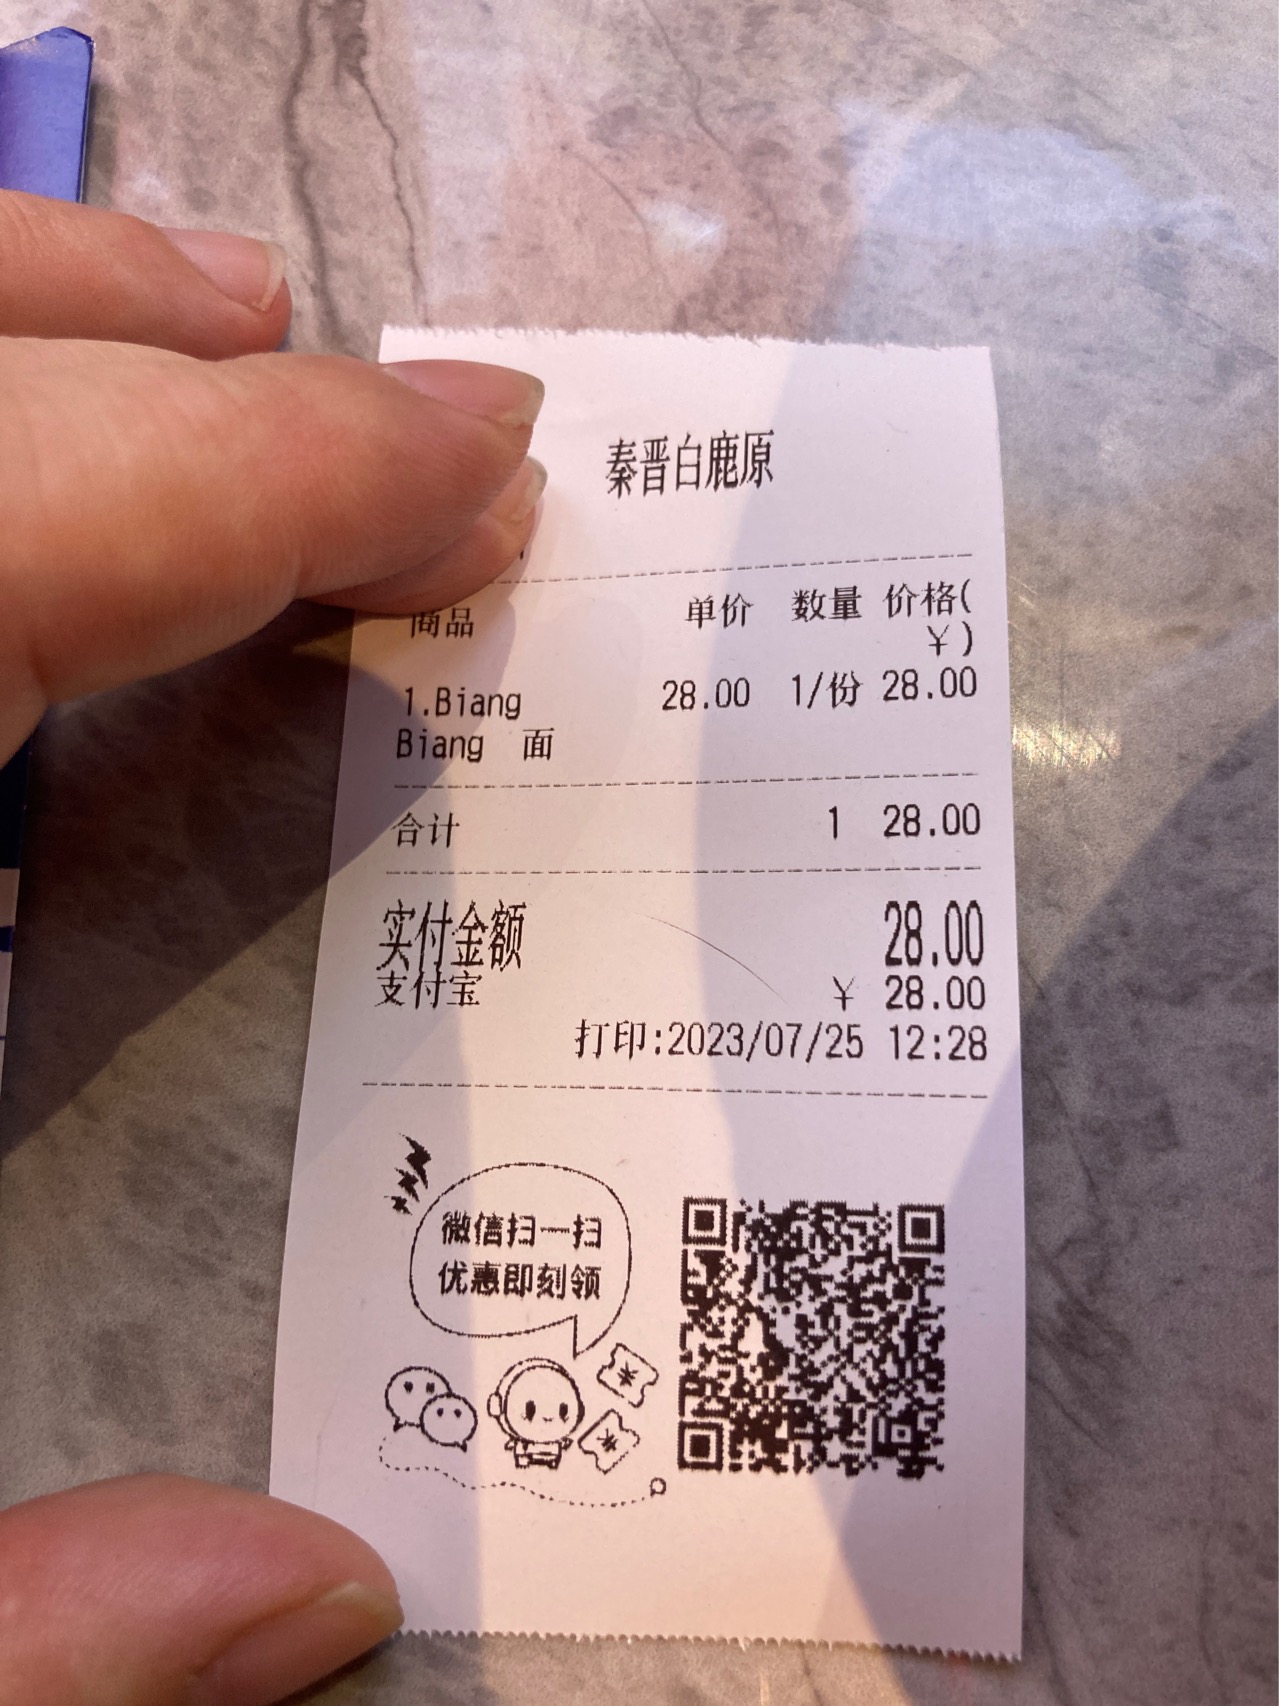 秦晋白鹿原
商品 单价 数量 价格(
¥)
1.Biang 28.00 1/份 28.00
Biang 面
合计 1 28.00
实付金额 28.00
支付宝 ¥ 28.00
打印:2023/07/25 12:28
微信扫一扫
优惠即刻领